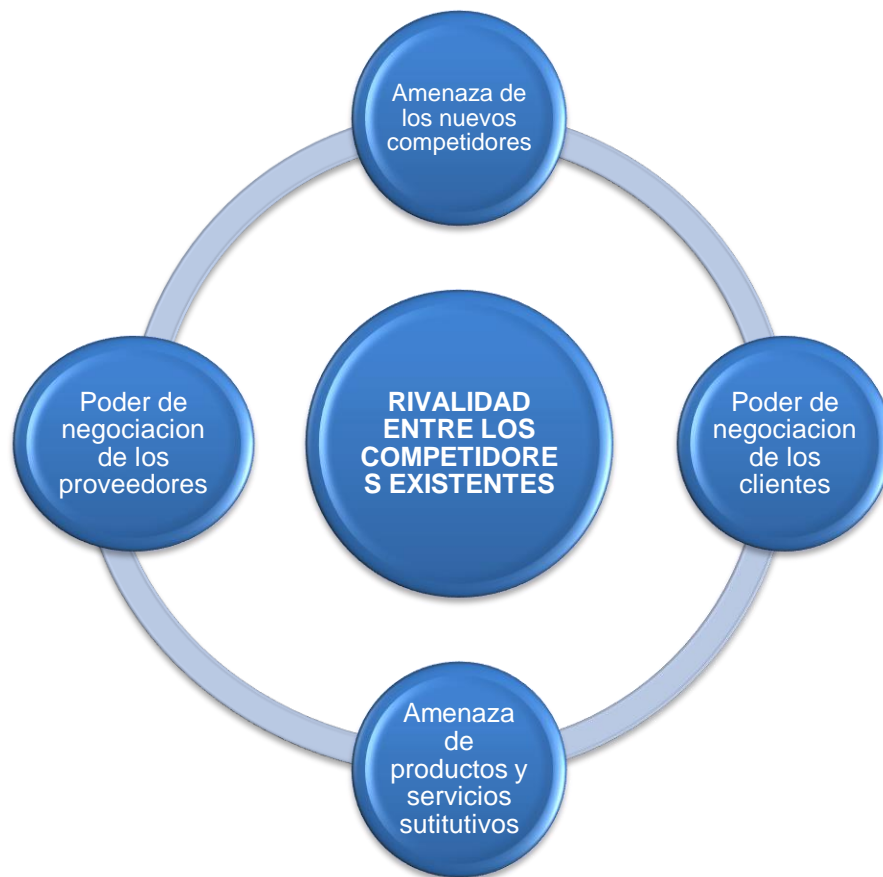 Amenaza de
los nuevos
competidores
Poder de
negociacion
de los
proveedores
RIVALIDAD
ENTRE LOS
COMPETIDORE
S EXISTENTES
Poder de
negociacion
de los
clientes
Amenaza
de
productos y
servicios
sutitutivos